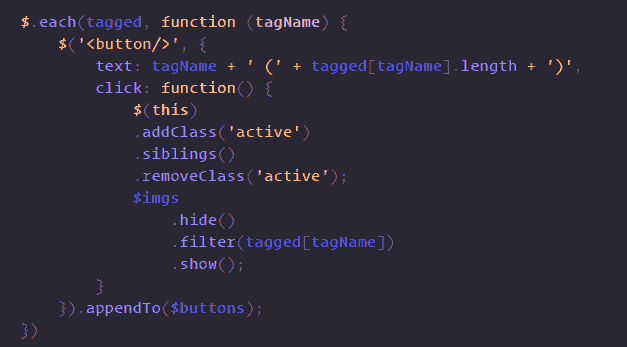 $.each(tagged, function (tagName) {
    $('<button/>', {
        text: tagName + ' (' + tagged[tagName].length + ')',
        click: function() {
            $(this)
            .addClass('active')
            .siblings()
            .removeClass('active');
            $imgs
                .hide()
                .filter(tagged[tagName])
                .show();
        }
    }).appendTo($buttons);
})